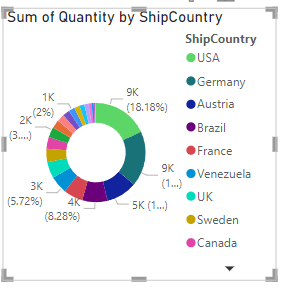 Sum of Quantity by ShipCountry
ShipCountry
USA
Germany
Austria
Brazil
France
Venezuela
UK
Sweden
Canada
9K
(18.18%)
9K
(1...)
5K (1...)
4K
(8.28%)
3K
(5.72%)
2K
(3....)
1K
(2%)